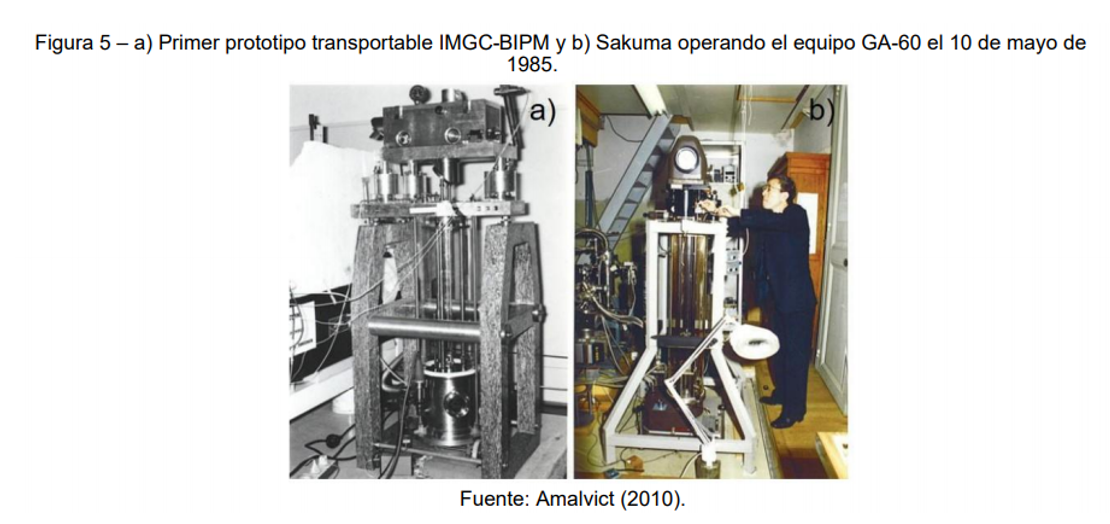 Figura 5 – a) Primer prototipo transportable IMGC-BIPM y b) Sakuma operando el equipo GA-60 el 10 de mayo de
1985.
a)
b)
Fuente: Amalvict (2010).